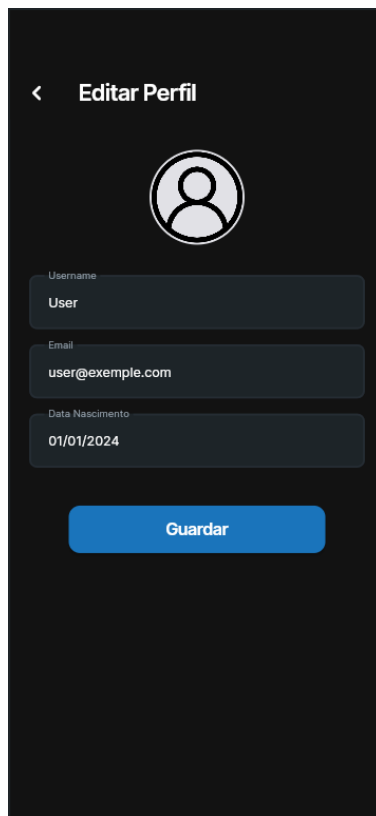 Editar Perfil
Username
User
Email
user@exemple.com
Data Nascimento
01/01/2024
Guardar